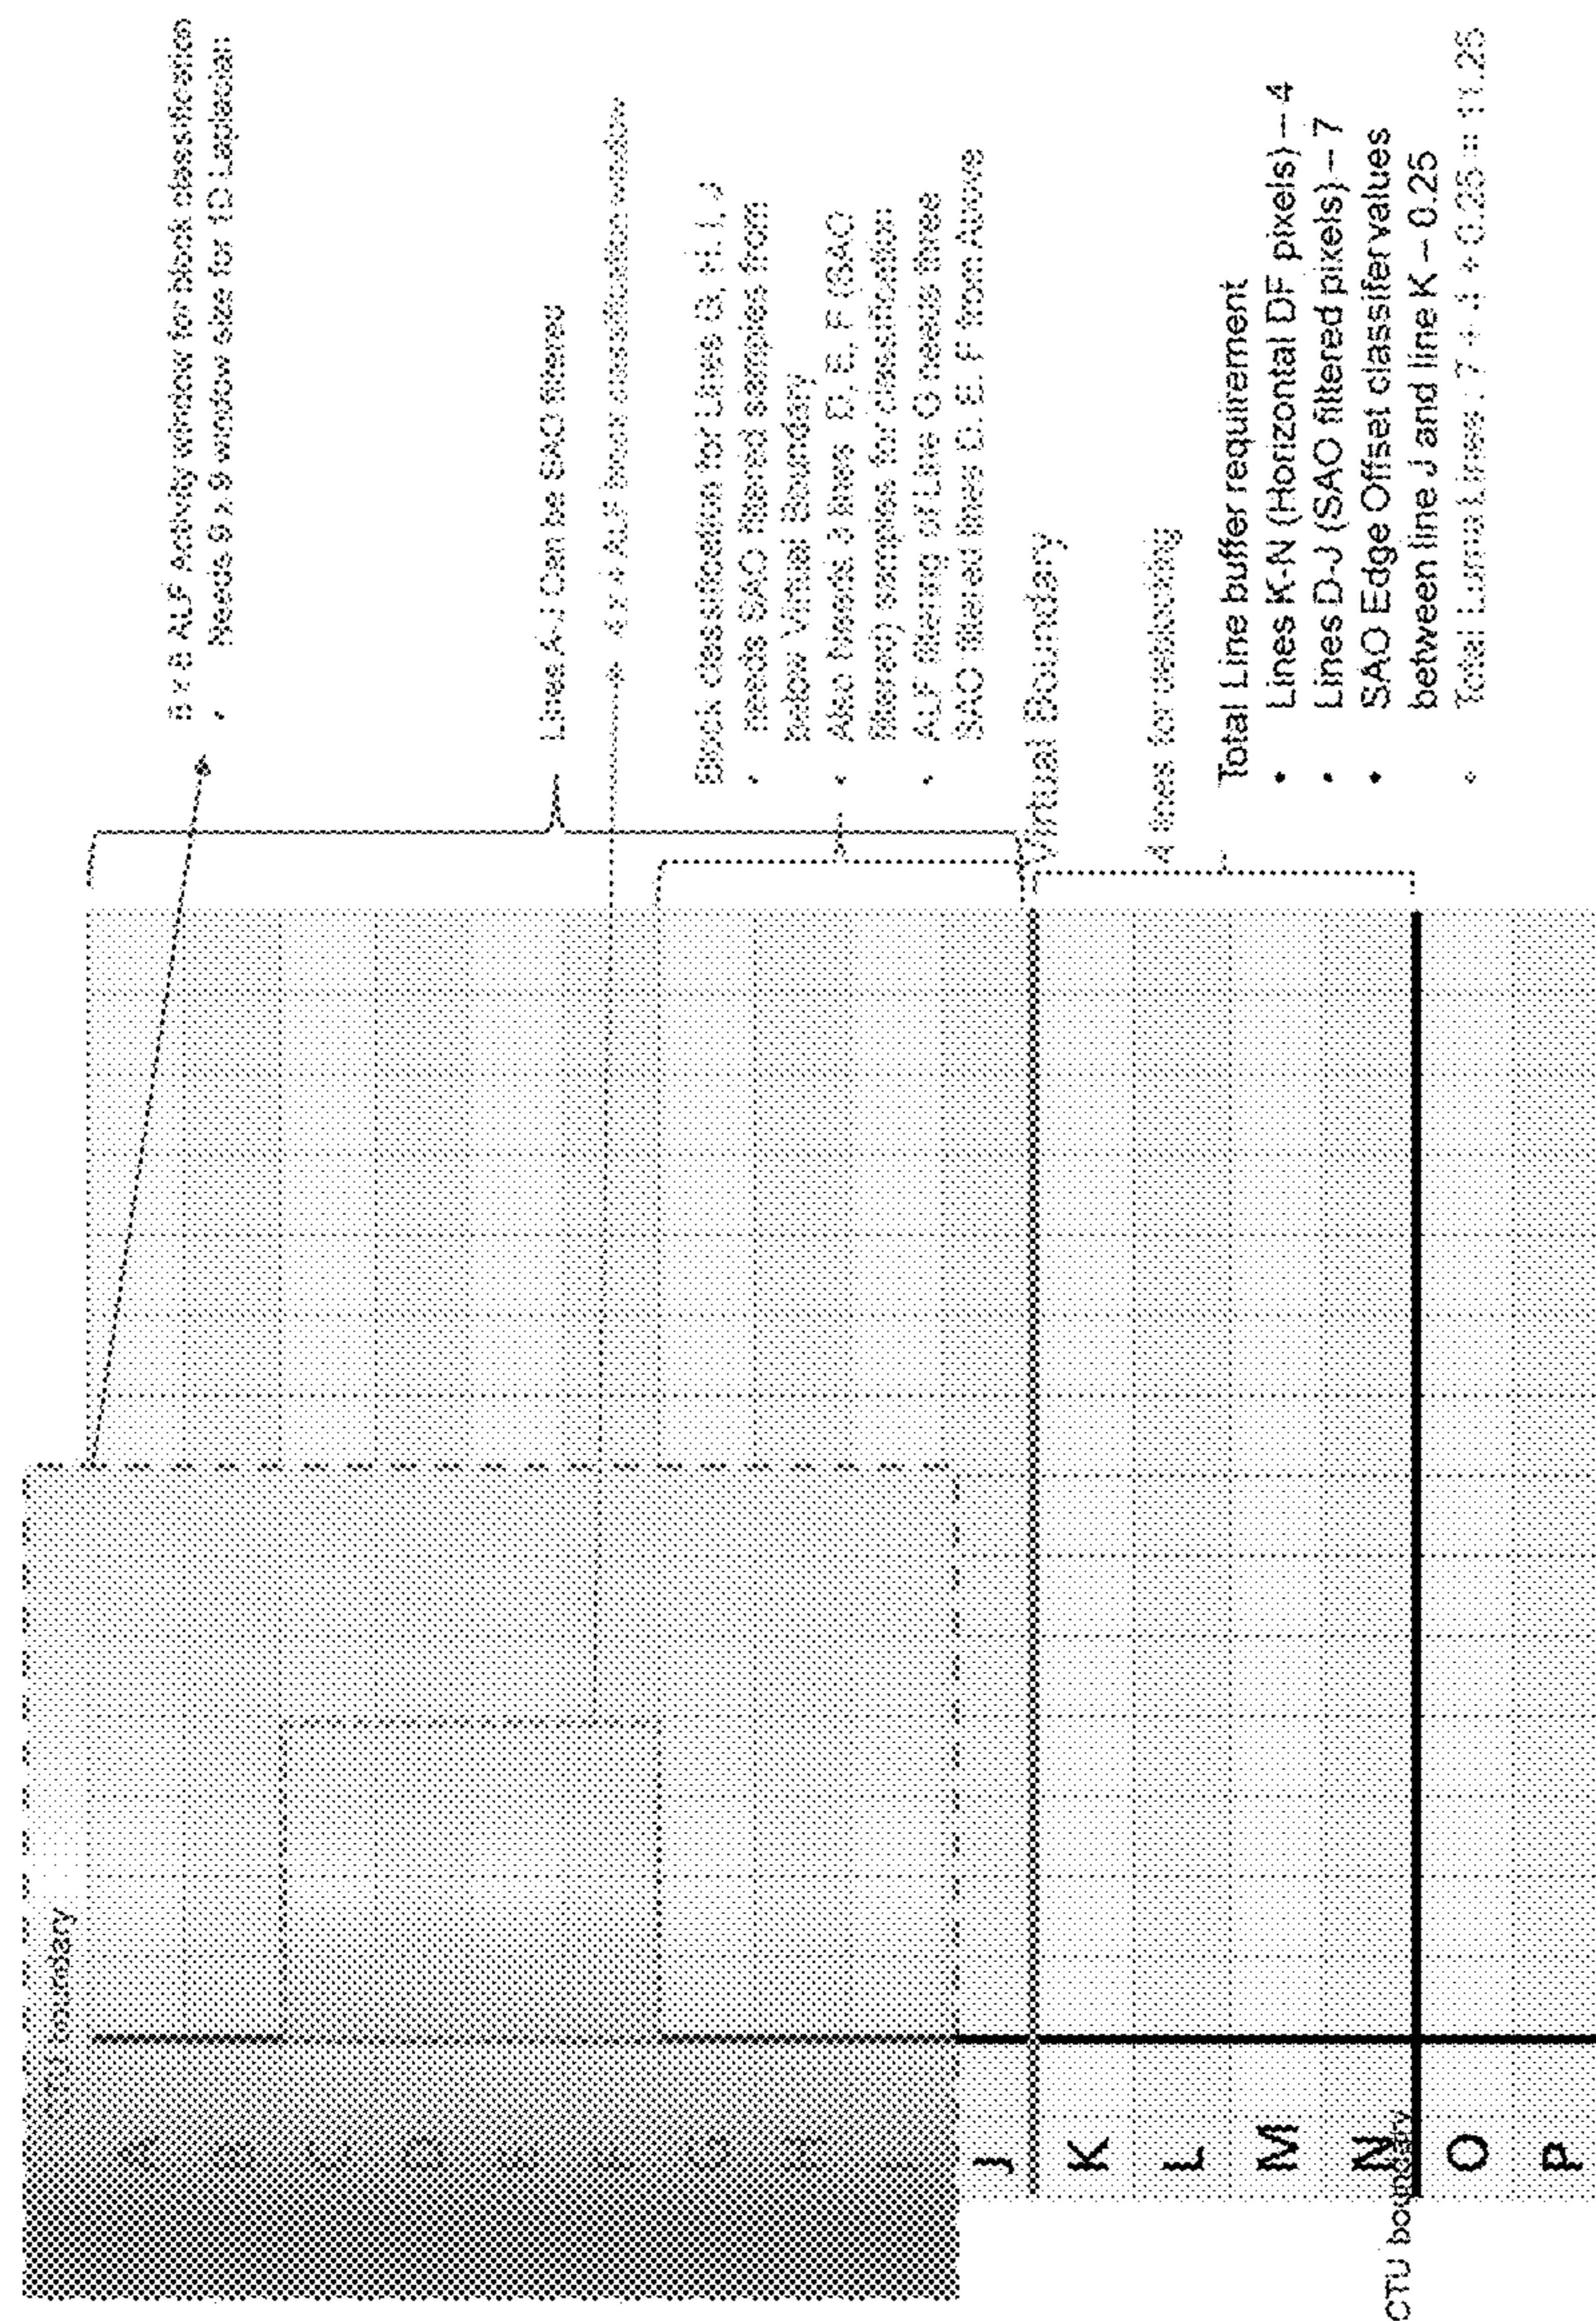 8 x 8 ALF Activity window for block classification
• Needs 9 x 9 window size for 1D Laplacian
Lines A-J Can be SAO filtered
4 x 4 ALF block classification window
Block classification for Lines G, H, I, J
• needs SAO filtered samples from
below Virtual Boundary
• Also needs 3 lines D, E, F (SAO
filtered) samples for classification
• ALF filtering of Line G needs three
SAO filtered lines D, E, F from Above
Virtual Boundary
4 lines for deblocking
Total Line buffer requirement
• Lines K-N (Horizontal DF pixels) – 4
• Lines D-J (SAO filtered pixels) – 7
• SAO Edge Offset classifer values
between line J and line K – 0.25
• Total Luma Lines : 7 + 4 + 0.25 = 11.25
boundary
A
B
C
D
G
H
J
K
L
M
N
O
P
CTU boundary